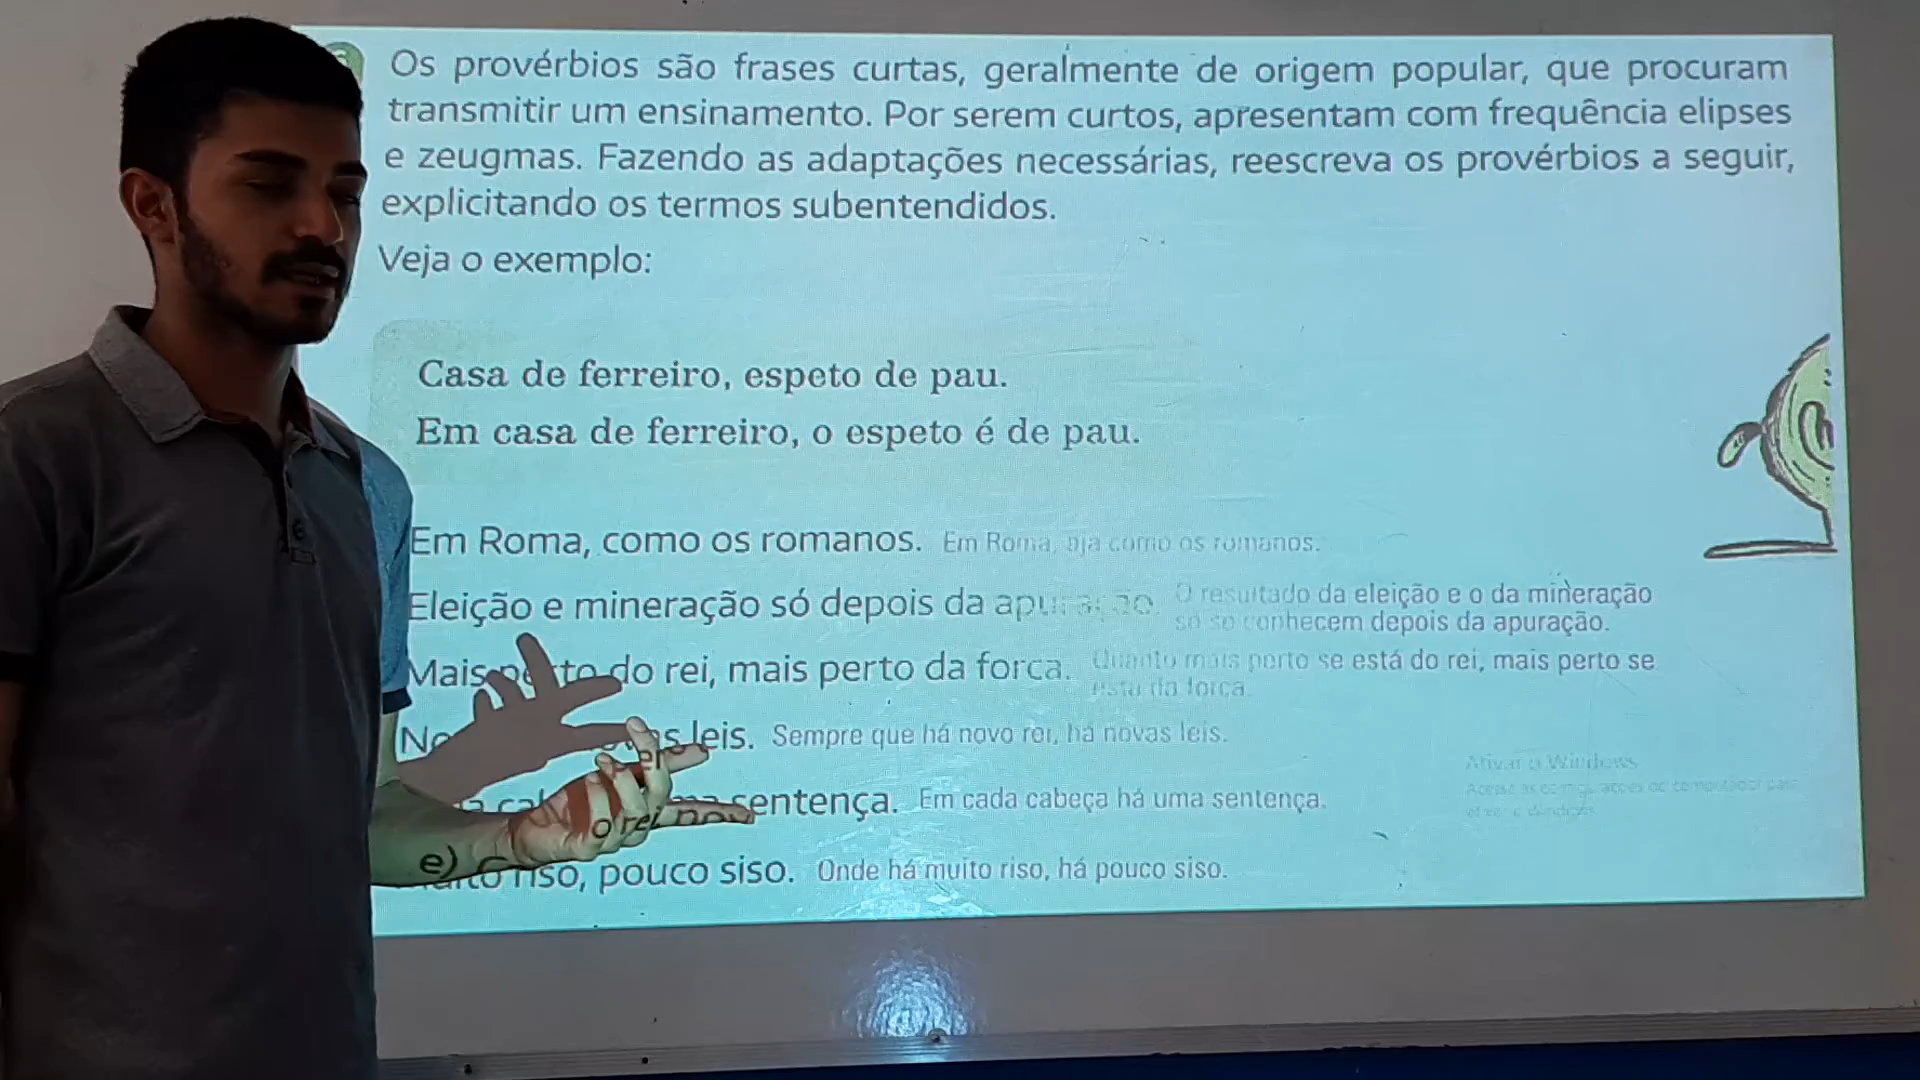 Os provérbios são frases curtas, geralmente de origem popular, que procuram
transmitir um ensinamento. Por serem curtos, apresentam com frequência elipses
e zeugmas. Fazendo as adaptações necessárias, reescreva os provérbios a seguir,
explicitando os termos subentendidos.
Veja o exemplo:
Casa de ferreiro, espeto de pau.
Em casa de ferreiro, o espeto é de pau.
Em Roma, como os romanos. Em Roma, aja como os romanos.
Eleição e mineração só depois da apuração. O resultado da eleição e o da mineração
só se conhecem depois da apuração.
Mais perto do rei, mais perto da forca. Quanto mais perto se está do rei, mais perto se
está da forca.
leis. Sempre que há novo rei, há novas leis.
sentença. Em cada cabeça há uma sentença.
e) riso, pouco siso. Onde há muito riso, há pouco siso.
Ativar o Windows